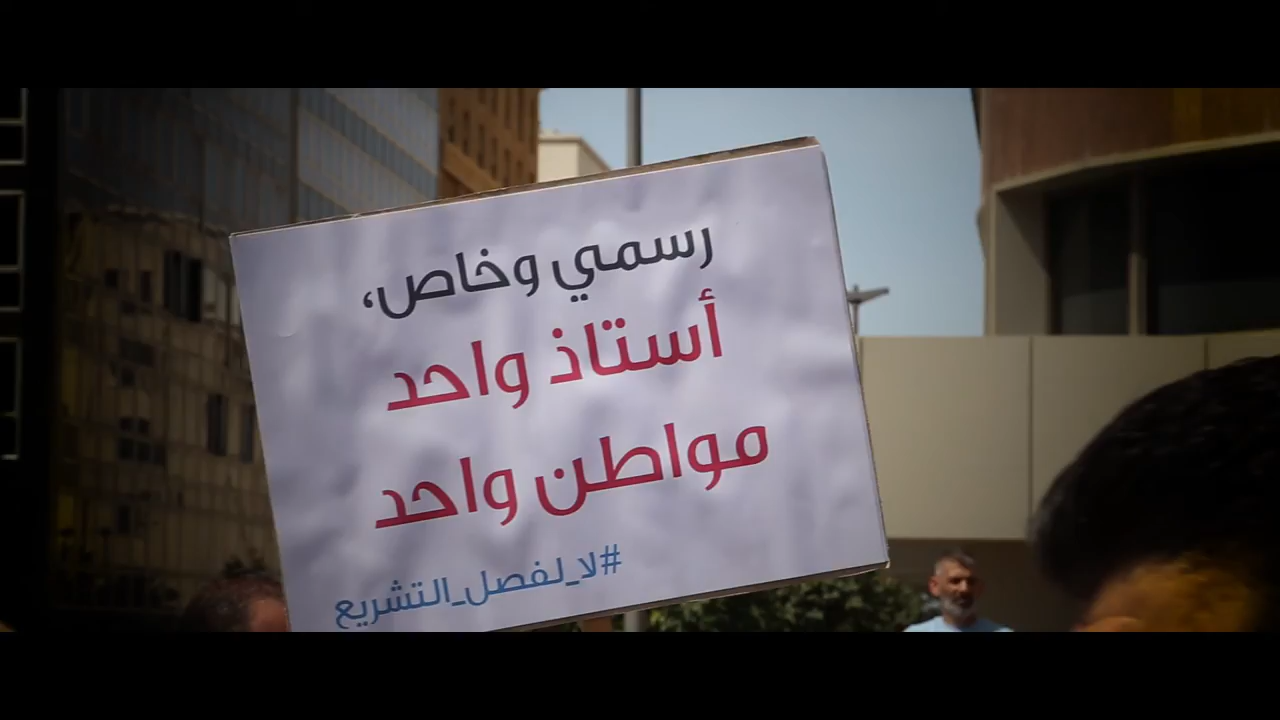 رسمي وخاص،
أستاذ واحد
مواطن واحد
#لا_لفصل_التشريع